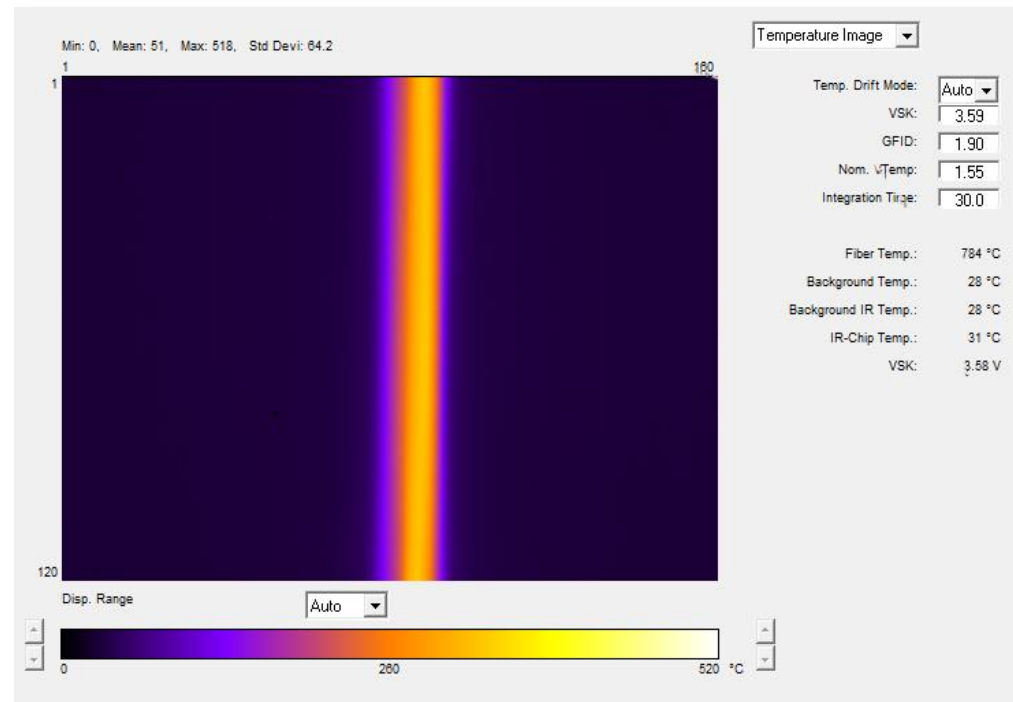 Temperature Image
Min: 0, Mean: 51, Max: 518, Std Devi: 64.2
1
160
1
Temp. Drift Mode: Auto
VSK: 3.59
GFID: 1.90
Nom. VTemp: 1.55
Integration Time: 30.0
Fiber Temp.: 784 °C
Background Temp.: 28 °C
Background IR Temp.: 28 °C
IR-Chip Temp.: 31 °C
VSK: 3.58 V
120
Disp. Range Auto
0 260 520 °C